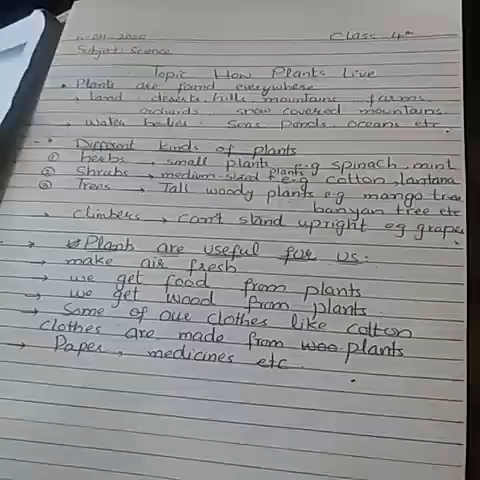 Class 4th
Subject: Science
Topic How Plants Live
• Plants are found everywhere
→ land deserts, hills, mountains, farms,
orchards, snow covered mountains.
→ water bodies - Seas Ponds, oceans etc.
• Different kinds of plants
① herbs → small plants e.g spinach, mint
② Shrubs → medium-sized plants e.g cotton, lantana
③ Trees → Tall woody plants e.g mango tree
banyan tree etc
→ climbers → can't stand upright eg grapes
Plants are useful for us:
→ make air fresh
→ we get food from plants
→ we get wood from plants
→ Some of our clothes like cotton
clothes are made from woo plants
→ Paper, medicines etc.